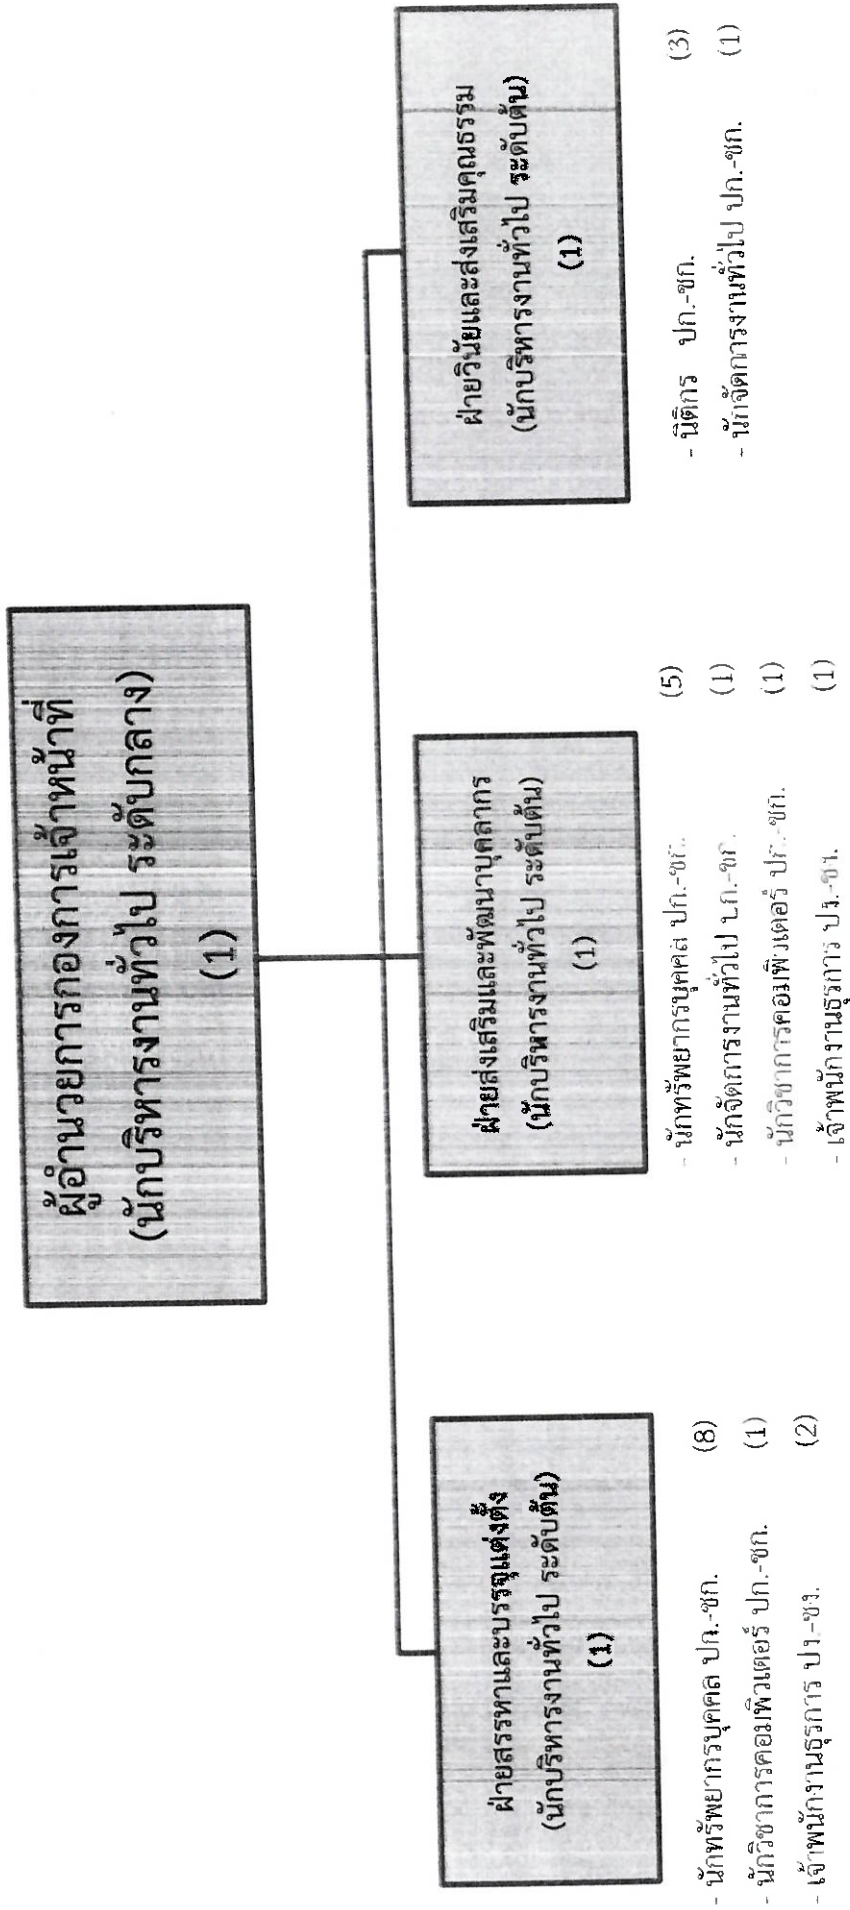 ผู้อำนวยการกองการเจ้าหน้าที่
(นักบริหารงานทั่วไป ระดับกลาง)
(1)
ฝ่ายสรรหาและบรรจุแต่งตั้ง
(นักบริหารงานทั่วไป ระดับต้น)
(1)
- นักทรัพยากรบุคคล ปก.-ชก. (8)
- นักวิชาการคอมพิวเตอร์ ปก.-ชก. (1)
- เจ้าพนักงานธุรการ ปง.-ชง. (2)
ฝ่ายส่งเสริมและพัฒนาบุคลากร
(นักบริหารงานทั่วไป ระดับต้น)
(1)
- นักทรัพยากรบุคคล ปก.-ชก. (5)
- นักจัดการงานทั่วไป ปก.-ชก. (1)
- นักวิชาการคอมพิวเตอร์ ปก.-ชก. (1)
- เจ้าพนักงานธุรการ ปง.-ชง. (1)
ฝ่ายวินัยและส่งเสริมคุณธรรม
(นักบริหารงานทั่วไป ระดับต้น)
(1)
- นิติกร ปก.-ชก. (3)
- นักจัดการงานทั่วไป ปก.-ชก. (1)